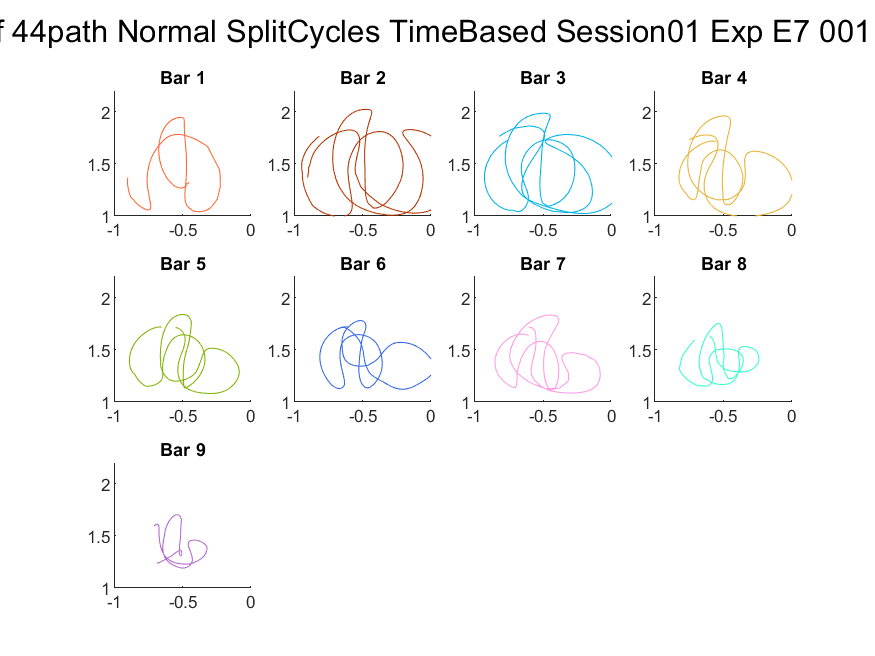 f 44path Normal SplitCycles TimeBased Session01 Exp E7 001
Bar 1 Bar 2 Bar 3 Bar 4
2 2 2 2
1.5 1.5 1.5 1.5
1 1 1 1
-1 -0.5 0 -1 -0.5 0 -1 -0.5 0 -1 -0.5 0
Bar 5 Bar 6 Bar 7 Bar 8
2 2 2 2
1.5 1.5 1.5 1.5
1 1 1 1
-1 -0.5 0 -1 -0.5 0 -1 -0.5 0 -1 -0.5 0
Bar 9
2
1.5
1
-1 -0.5 0